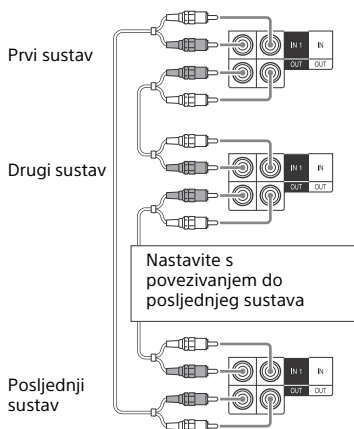 Prvi sustav
IN 1 IN
OUT OUT
Drugi sustav
IN 1 IN
OUT OUT
Nastavite s
povezivanjem do
posljednjeg sustava
Posljednji
sustav
IN 1 IN
OUT OUT